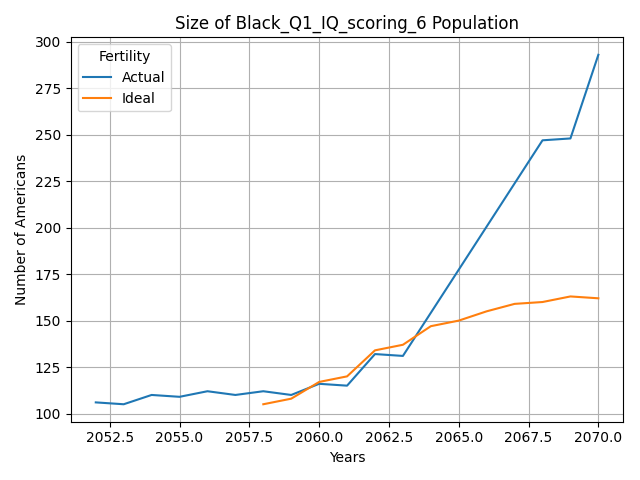 Size of Black_Q1_IQ_scoring_6 Population
300
275
250
225
200
175
150
125
100
Number of Americans
Fertility
Actual
Ideal
2052.5 2055.0 2057.5 2060.0 2062.5 2065.0 2067.5 2070.0
Years